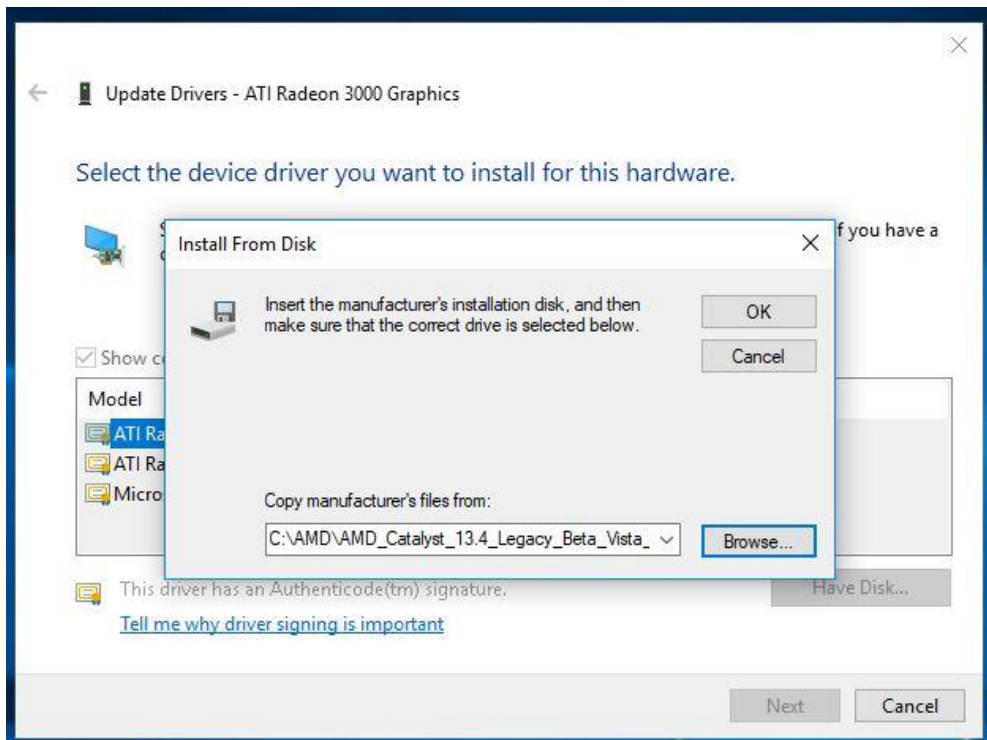 Update Drivers - ATI Radeon 3000 Graphics
Select the device driver you want to install for this hardware.
f you have a
Install From Disk
Insert the manufacturer's installation disk, and then
make sure that the correct drive is selected below.
OK
Cancel
Show c
Model
ATI Ra
ATI Ra
Micro
Copy manufacturer's files from:
C:\AMD\AMD_Catalyst_13.4_Legacy_Beta_Vista_
Browse...
This driver has an Authenticode(tm) signature.
Have Disk...
Tell me why driver signing is important
Next
Cancel